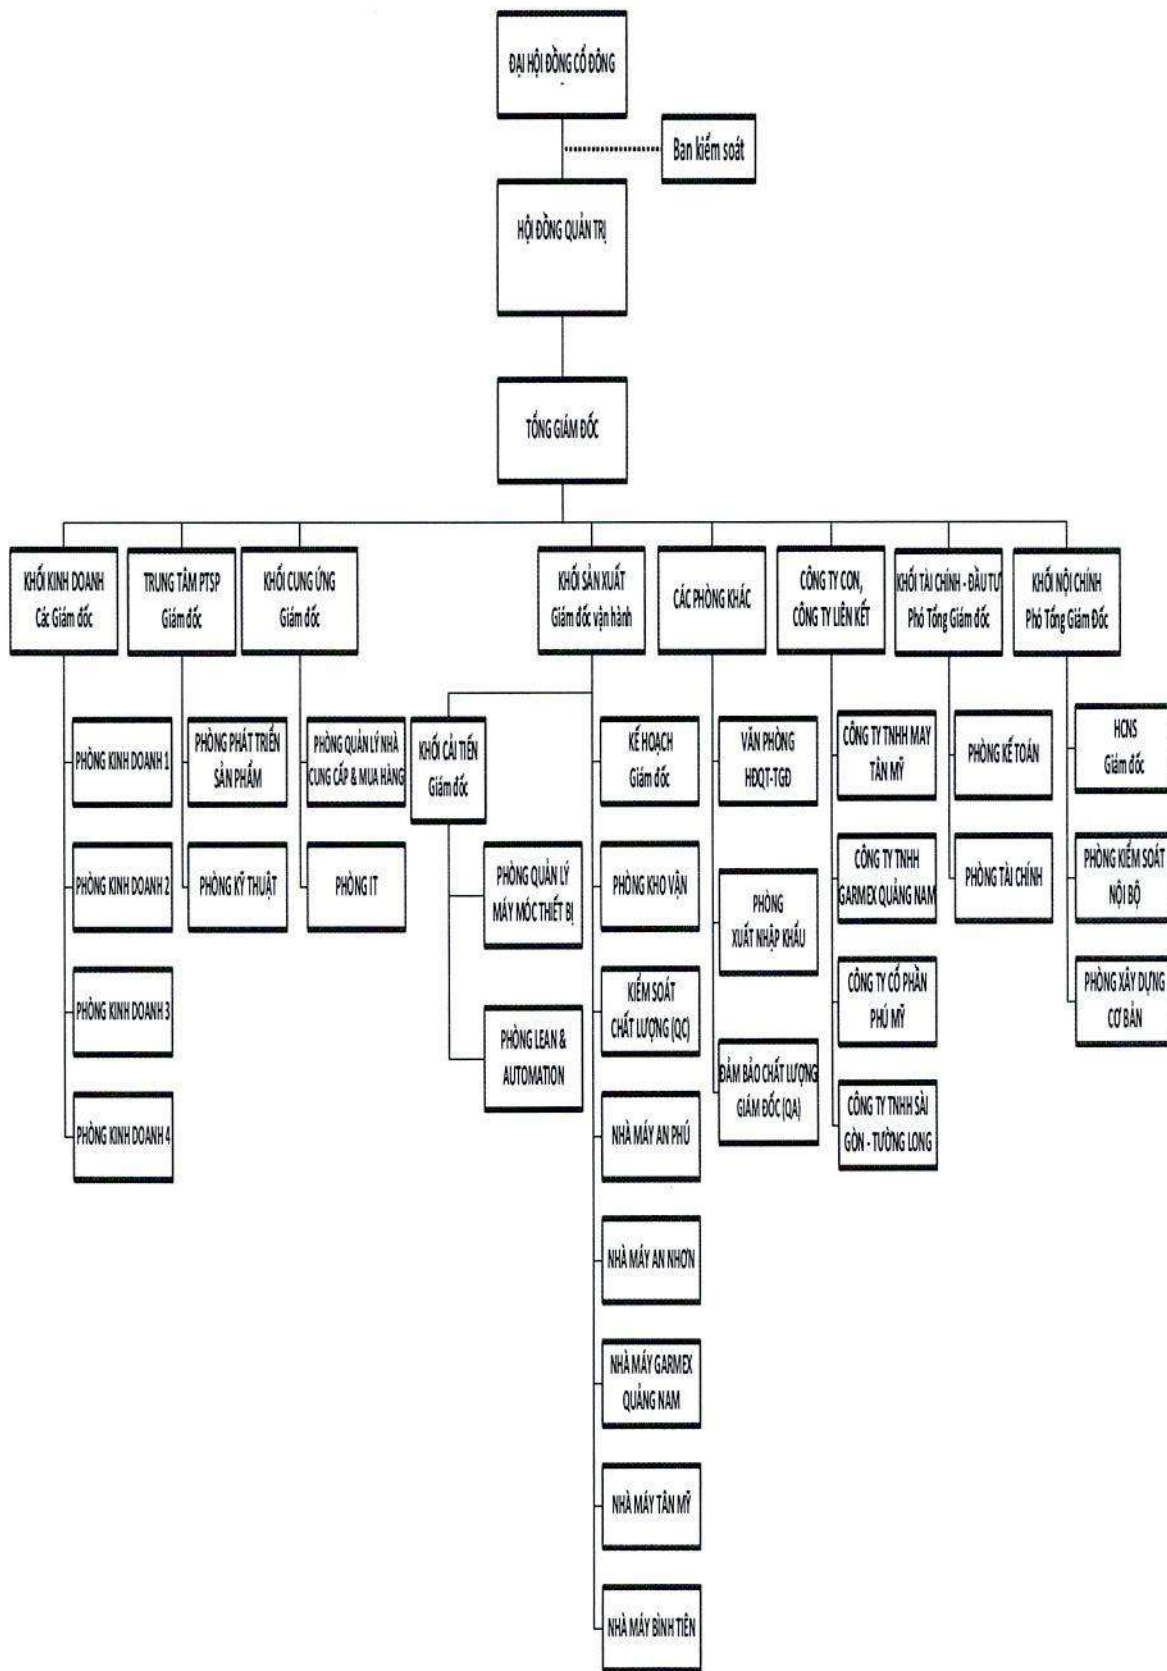 ĐẠI HỘI ĐỒNG CỔ ĐÔNG
Ban kiểm soát
HỘI ĐỒNG QUẢN TRỊ
TỔNG GIÁM ĐỐC
KHỐI KINH DOANH
Các Giám đốc
TRUNG TÂM PTSP
Giám đốc
KHỐI CUNG ỨNG
Giám đốc
KHỐI SẢN XUẤT
Giám đốc vận hành
CÁC PHÒNG KHÁC
CÔNG TY CON,
CÔNG TY LIÊN KẾT
KHỐI TÀI CHÍNH - ĐẦU TƯ
Phó Tổng Giám đốc
KHỐI NỘI CHÍNH
Phó Tổng Giám Đốc
PHÒNG KINH DOANH 1
PHÒNG KINH DOANH 2
PHÒNG KINH DOANH 3
PHÒNG KINH DOANH 4
PHÒNG PHÁT TRIỂN
SẢN PHẨM
PHÒNG KỸ THUẬT
PHÒNG QUẢN LÝ NHÀ
CUNG CẤP & MUA HÀNG
PHÒNG IT
KHỐI CẢI TIẾN
Giám đốc
PHÒNG QUẢN LÝ
MÁY MÓC THIẾT BỊ
PHÒNG LEAN &
AUTOMATION
KẾ HOẠCH
Giám đốc
PHÒNG KHO VẬN
KIỂM SOÁT
CHẤT LƯỢNG (QC)
NHÀ MÁY AN PHÚ
NHÀ MÁY AN NHƠN
NHÀ MÁY GARMEX
QUẢNG NAM
NHÀ MÁY TÂN MỸ
NHÀ MÁY BÌNH TIÊN
VĂN PHÒNG
HĐQT-TGĐ
PHÒNG
XUẤT NHẬP KHẨU
ĐẢM BẢO CHẤT LƯỢNG
GIÁM ĐỐC (QA)
CÔNG TY TNHH MAY
TÂN MỸ
CÔNG TY TNHH
GARMEX QUẢNG NAM
CÔNG TY CỔ PHẦN
PHÚ MỸ
CÔNG TY TNHH SÀI
GÒN - TƯỜNG LONG
PHÒNG KẾ TOÁN
PHÒNG TÀI CHÍNH
HCNS
Giám đốc
PHÒNG KIỂM SOÁT
NỘI BỘ
PHÒNG XÂY DỰNG
CƠ BẢN